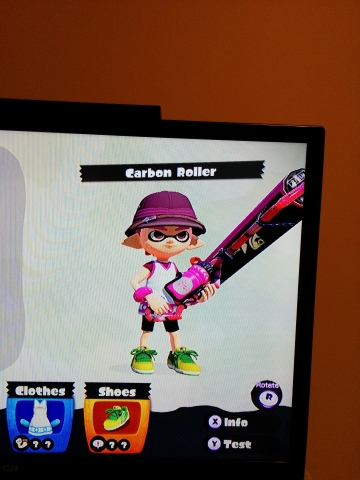 Carbon Roller
Clothes
Shoes
? ?
? ?
Rotate
R
X Info
Y Test